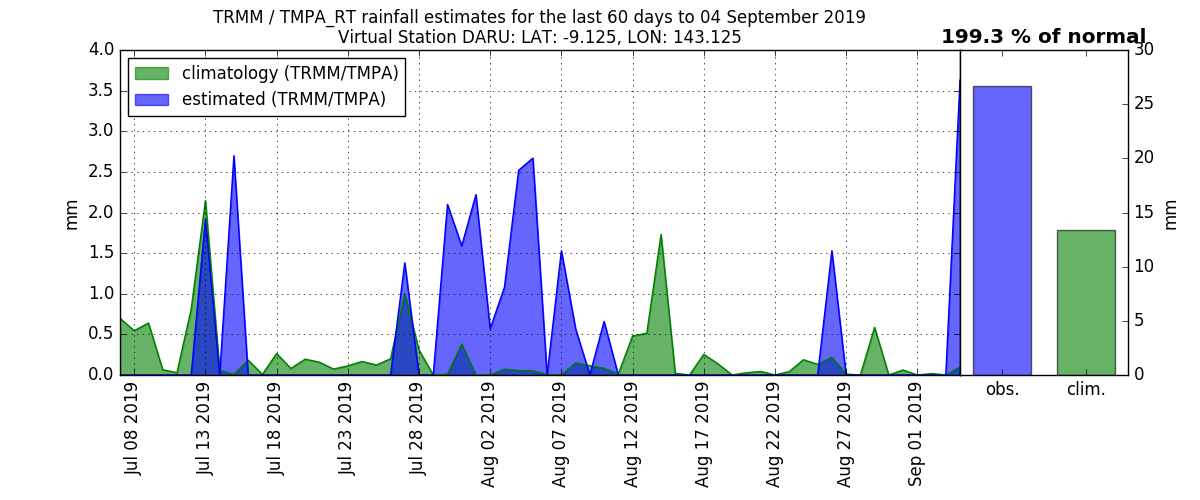 TRMM / TMPA_RT rainfall estimates for the last 60 days to 04 September 2019
Virtual Station DARU: LAT: -9.125, LON: 143.125
199.3 % of normal
climatology (TRMM/TMPA)
estimated (TRMM/TMPA)
mm
4.0
3.5
3.0
2.5
2.0
1.5
1.0
0.5
0.0
Jul 08 2019
Jul 13 2019
Jul 18 2019
Jul 23 2019
Jul 28 2019
Aug 02 2019
Aug 07 2019
Aug 12 2019
Aug 17 2019
Aug 22 2019
Aug 27 2019
Sep 01 2019
obs.
clim.
30
25
20
15
10
5
0
mm